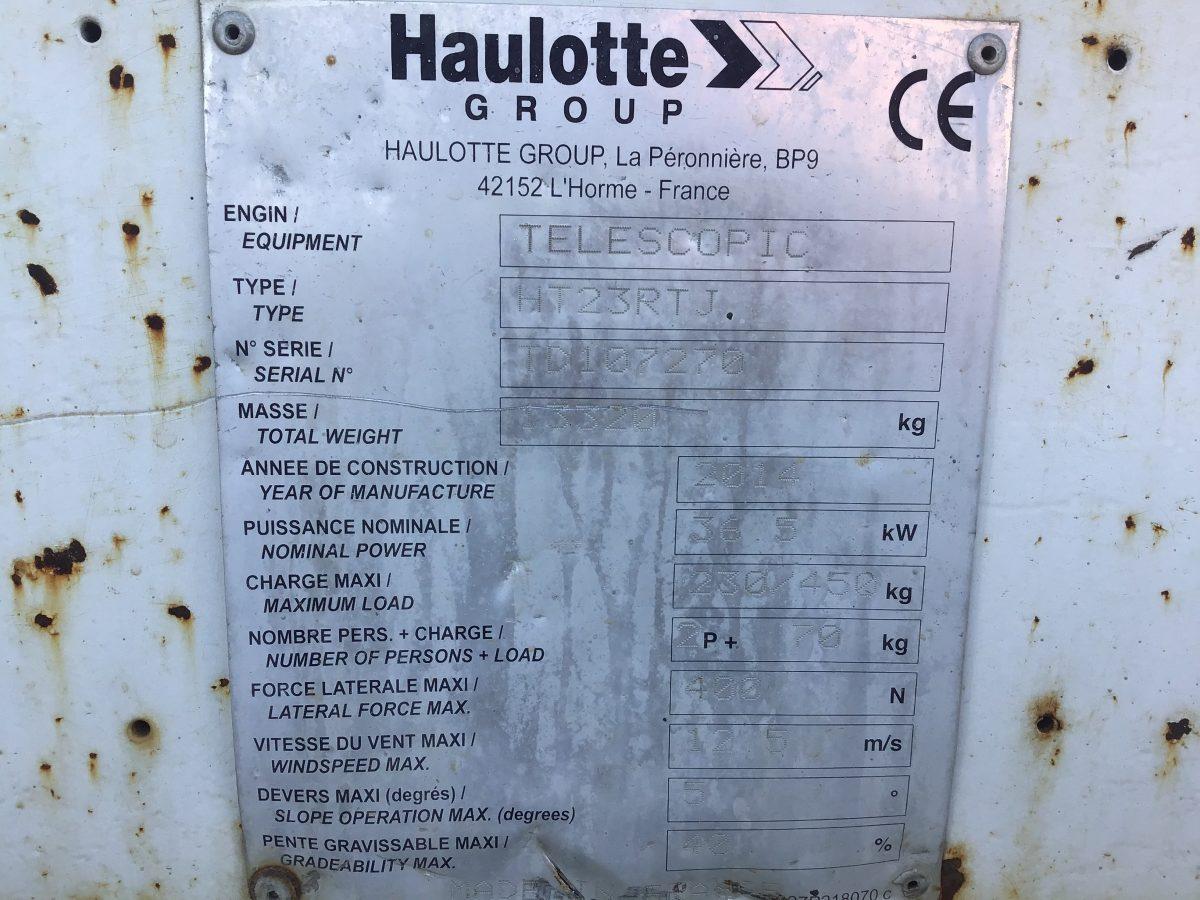 Haulotte
GROUP
CE
HAULOTTE GROUP, La Péronnière, BP9
42152 L'Horme - France
ENGIN /
EQUIPMENT TELESCOPIC
TYPE /
TYPE HT23RTJ.
N° SERIE /
SERIAL N° TD107270
MASSE /
TOTAL WEIGHT 13320 kg
ANNEE DE CONSTRUCTION /
YEAR OF MANUFACTURE 2014
PUISSANCE NOMINALE /
NOMINAL POWER 36.5 kW
CHARGE MAXI /
MAXIMUM LOAD 230/450 kg
NOMBRE PERS. + CHARGE /
NUMBER OF PERSONS + LOAD 2 P + 70 kg
FORCE LATERALE MAXI /
LATERAL FORCE MAX. 400 N
VITESSE DU VENT MAXI /
WINDSPEED MAX. 12.5 m/s
DEVERS MAXI (degrés) /
SLOPE OPERATION MAX. (degrees) 5 °
PENTE GRAVISSABLE MAXI /
GRADEABILITY MAX. 40 %
MADE IN